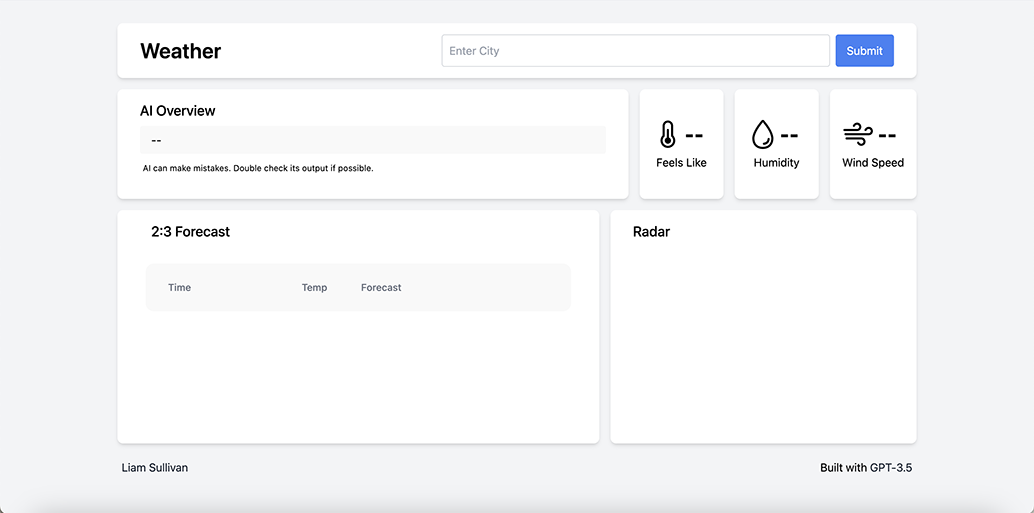 Weather
Enter City
Submit
AI Overview
--
AI can make mistakes. Double check its output if possible.
--
Feels Like
--
Humidity
--
Wind Speed
2:3 Forecast
Time Temp Forecast
Radar
Liam Sullivan
Built with GPT-3.5